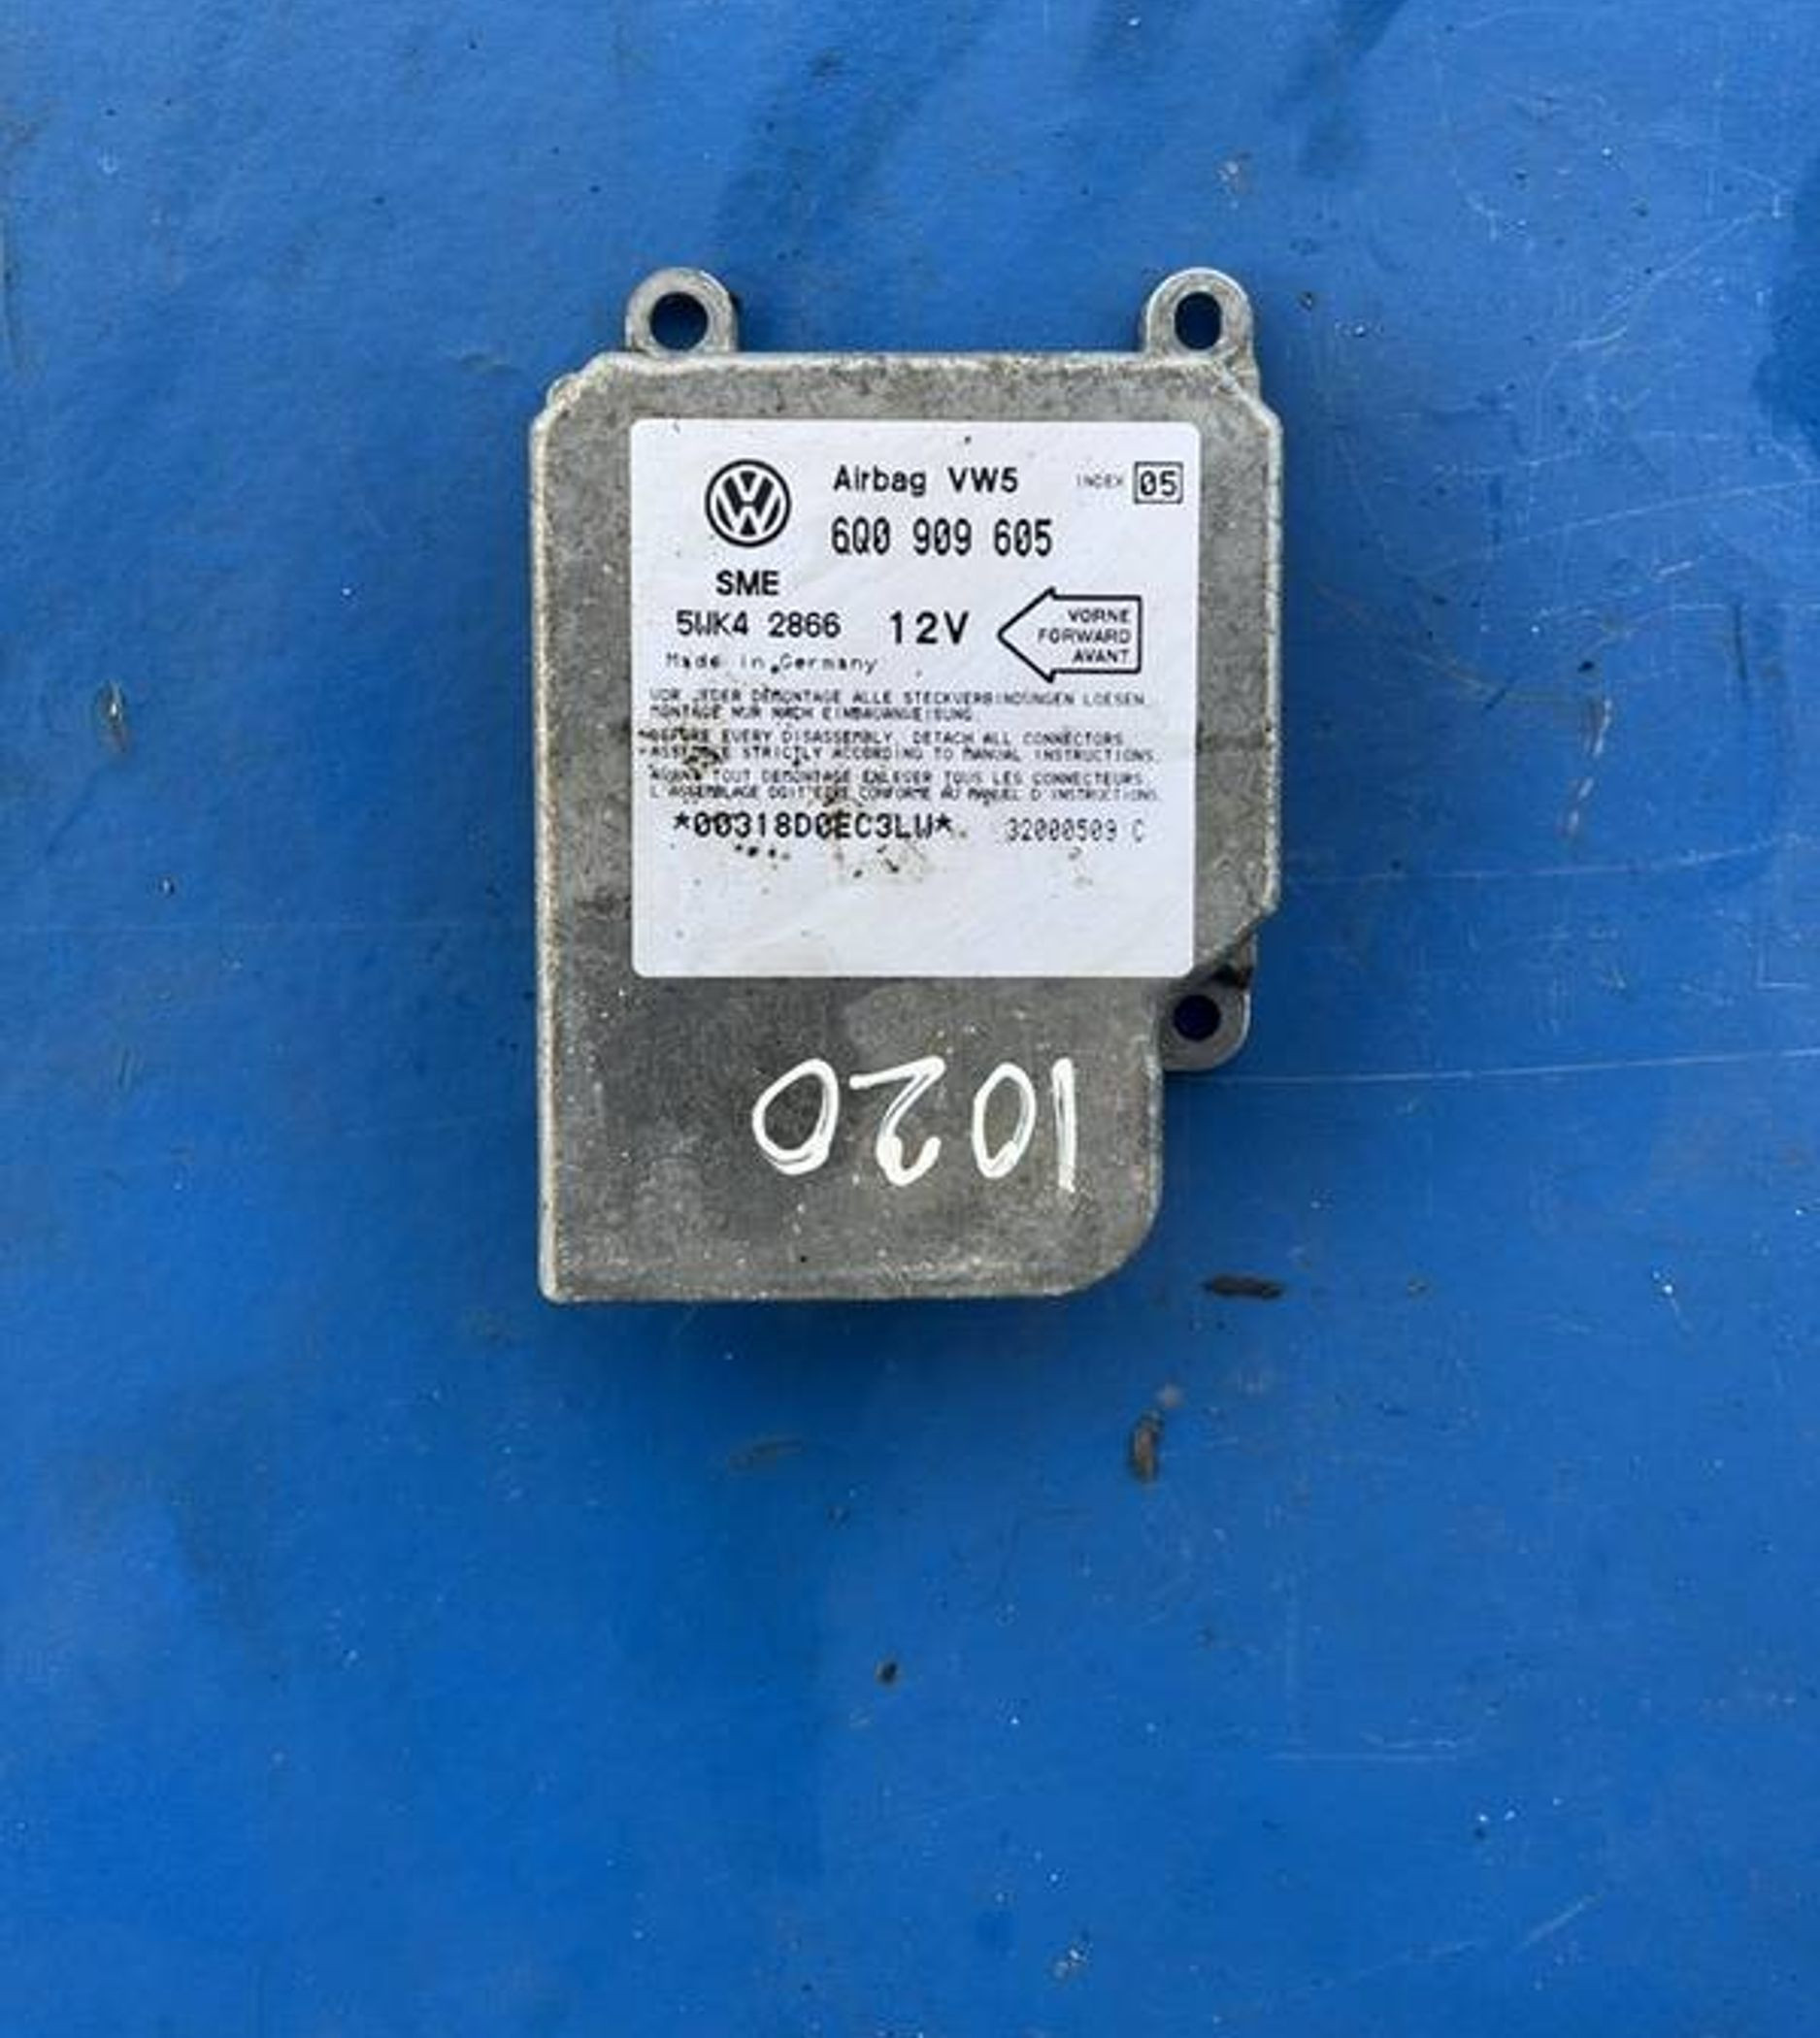 Airbag VW5 INDEX 05
6Q0 909 605
SME
5WK4 2866 12V
VORNE
FORWARD
AVANT
Made in Germany
VOR JEDER DEMONTAGE ALLE STECKVERBINDUNGEN LOESEN.
MONTAGE NUR NACH EINBAUANWEISUNG
BEFORE EVERY DISASSEMBLY DETACH ALL CONNECTORS
ASSEMBLE STRICTLY ACCORDING TO MANUAL INSTRUCTIONS.
AVANT TOUT DEMONTAGE ENLEVER TOUS LES CONNECTEURS.
L'ASSEMBLAGE DOIT ETRE CONFORME AU MANUEL D'INSTRUCTIONS.
*00318D0EC3LW* 32000509 C
1020